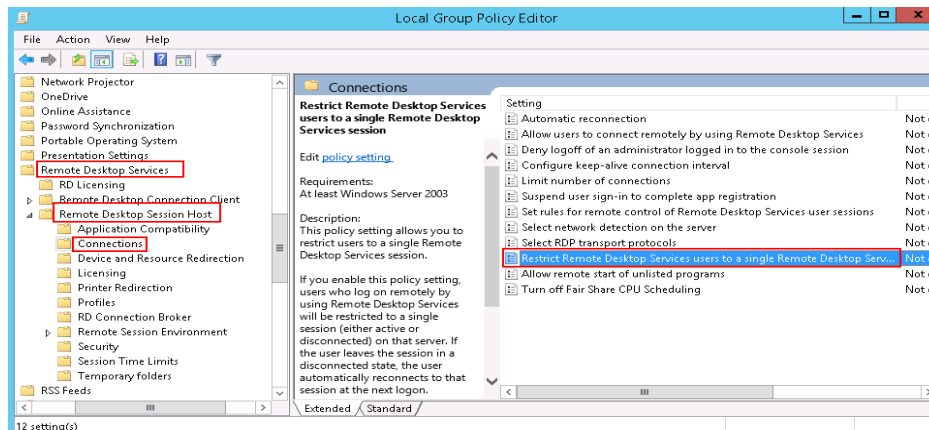 Local Group Policy Editor
File Action View Help
Network Projector
OneDrive
Online Assistance
Password Synchronization
Portable Operating System
Presentation Settings
Remote Desktop Services
RD Licensing
Remote Desktop Connection Client
Remote Desktop Session Host
Application Compatibility
Connections
Device and Resource Redirection
Licensing
Printer Redirection
Profiles
RD Connection Broker
Remote Session Environment
Security
Session Time Limits
Temporary folders
RSS Feeds
Connections
Restrict Remote Desktop Services
users to a single Remote Desktop
Services session
Edit policy setting
Requirements:
At least Windows Server 2003
Description:
This policy setting allows you to
restrict users to a single Remote
Desktop Services session.
If you enable this policy setting,
users who log on remotely by
using Remote Desktop Services
will be restricted to a single
session (either active or
disconnected) on that server. If
the user leaves the session in a
disconnected state, the user
automatically reconnects to that
session at the next logon.
Setting
Automatic reconnection Not
Allow users to connect remotely by using Remote Desktop Services Not
Deny logoff of an administrator logged in to the console session Not
Configure keep-alive connection interval Not
Limit number of connections Not
Suspend user sign-in to complete app registration Not
Set rules for remote control of Remote Desktop Services user sessions Not
Select network detection on the server Not
Select RDP transport protocols Not
Restrict Remote Desktop Services users to a single Remote Desktop Serv... Not
Allow remote start of unlisted programs Not
Turn off Fair Share CPU Scheduling Not
Extended Standard
12 setting(s)